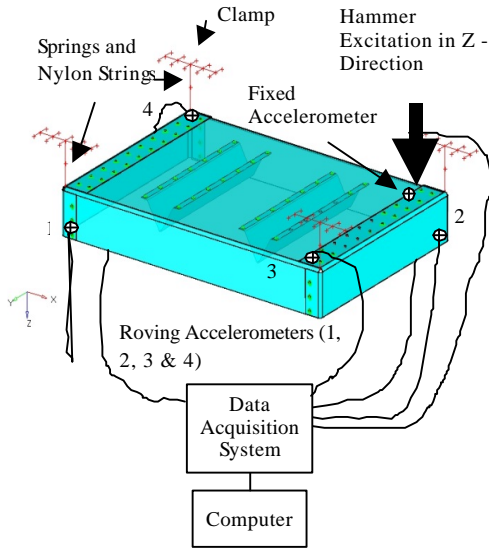 Clamp
Springs and
Nylon Strings
Hammer
Excitation in Z -
Direction
Fixed
Accelerometer
4
1
2
3
Y
X
Z
Roving Accelerometers (1,
2, 3 & 4)
Data
Acquisition
System
Computer